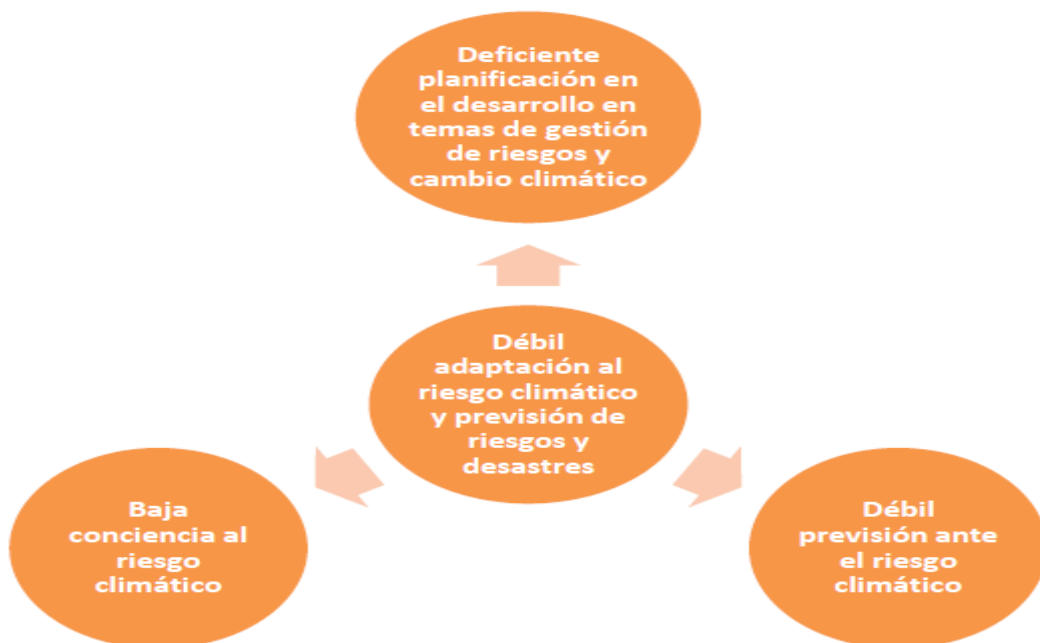 Deficiente
planificación en
el desarrollo en
temas de gestión
de riesgos y
cambio climático
Débil
adaptación al
riesgo climático
y previsión de
riesgos y
desastres
Baja
conciencia al
riesgo
climático
Débil
previsión ante
el riesgo
climático